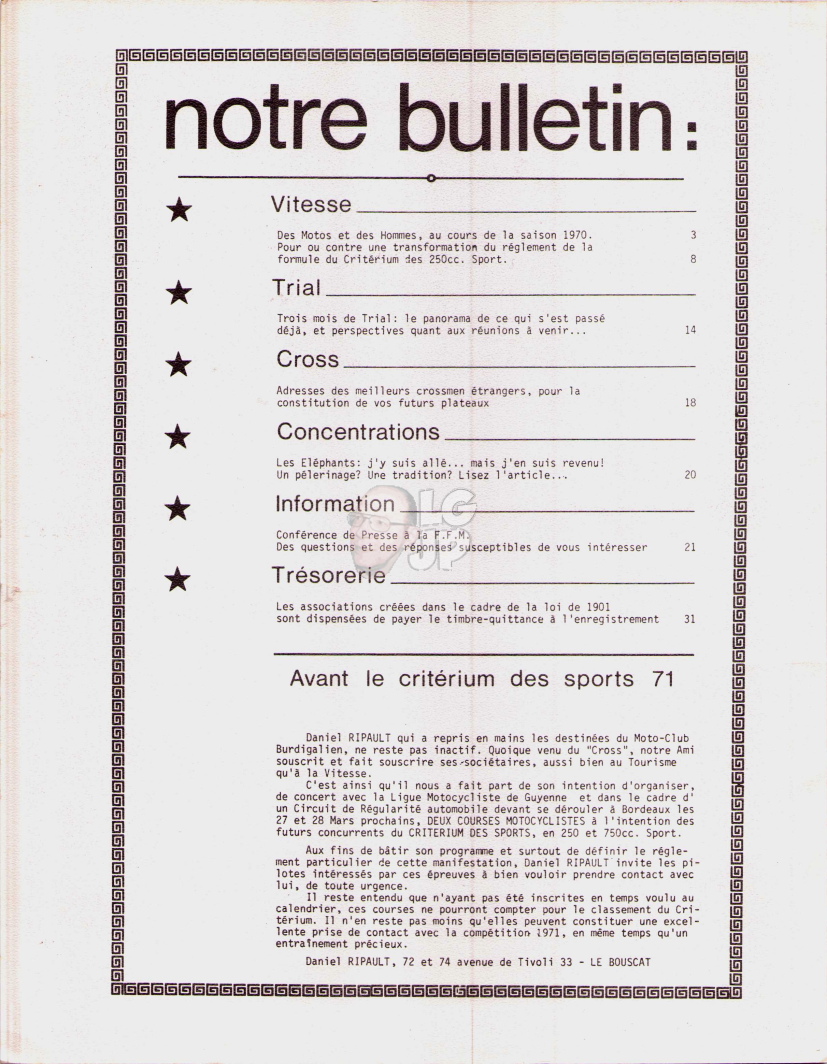 notre bulletin:
Vitesse
Des Motos et des Hommes, au cours de la saison 1970. 3
Pour ou contre une transformation du réglement de la
formule du Critérium des 250cc. Sport. 8
Trial
Trois mois de Trial: le panorama de ce qui s'est passé
déjà, et perspectives quant aux réunions à venir... 14
Cross
Adresses des meilleurs crossmen étrangers, pour la
constitution de vos futurs plateaux 18
Concentrations
Les Eléphants: j'y suis allé... mais j'en suis revenu!
Un pélerinage? Une tradition? Lisez l'article... 20
Information
Conférence de Presse à la F.F.M.
Des questions et des réponses susceptibles de vous intéresser 21
Trésorerie
Les associations créées dans le cadre de la loi de 1901
sont dispensées de payer le timbre-quittance à l'enregistrement 31
LG
JP
Avant le critérium des sports 71
Daniel RIPAULT qui a repris en mains les destinées du Moto-Club
Burdigalien, ne reste pas inactif. Quoique venu du "Cross", notre Ami
souscrit et fait souscrire ses sociétaires, aussi bien au Tourisme
qu'à la Vitesse.
C'est ainsi qu'il nous a fait part de son intention d'organiser,
de concert avec la Ligue Motocycliste de Guyenne et dans le cadre d'
un Circuit de Régularité automobile devant se dérouler à Bordeaux les
27 et 28 Mars prochains, DEUX COURSES MOTOCYCLISTES à l'intention des
futurs concurrents du CRITERIUM DES SPORTS, en 250 et 750cc. Sport.
Aux fins de bâtir son programme et surtout de définir le régle-
ment particulier de cette manifestation, Daniel RIPAULT invite les pi-
lotes intéressés par ces épreuves à bien vouloir prendre contact avec
lui, de toute urgence.
Il reste entendu que n'ayant pas été inscrites en temps voulu au
calendrier, ces courses ne pourront compter pour le classement du Cri-
térium. Il n'en reste pas moins qu'elles peuvent constituer une excel-
lente prise de contact avec la compétition 1971, en même temps qu'un
entraînement précieux.
Daniel RIPAULT, 72 et 74 avenue de Tivoli 33 - LE BOUSCAT